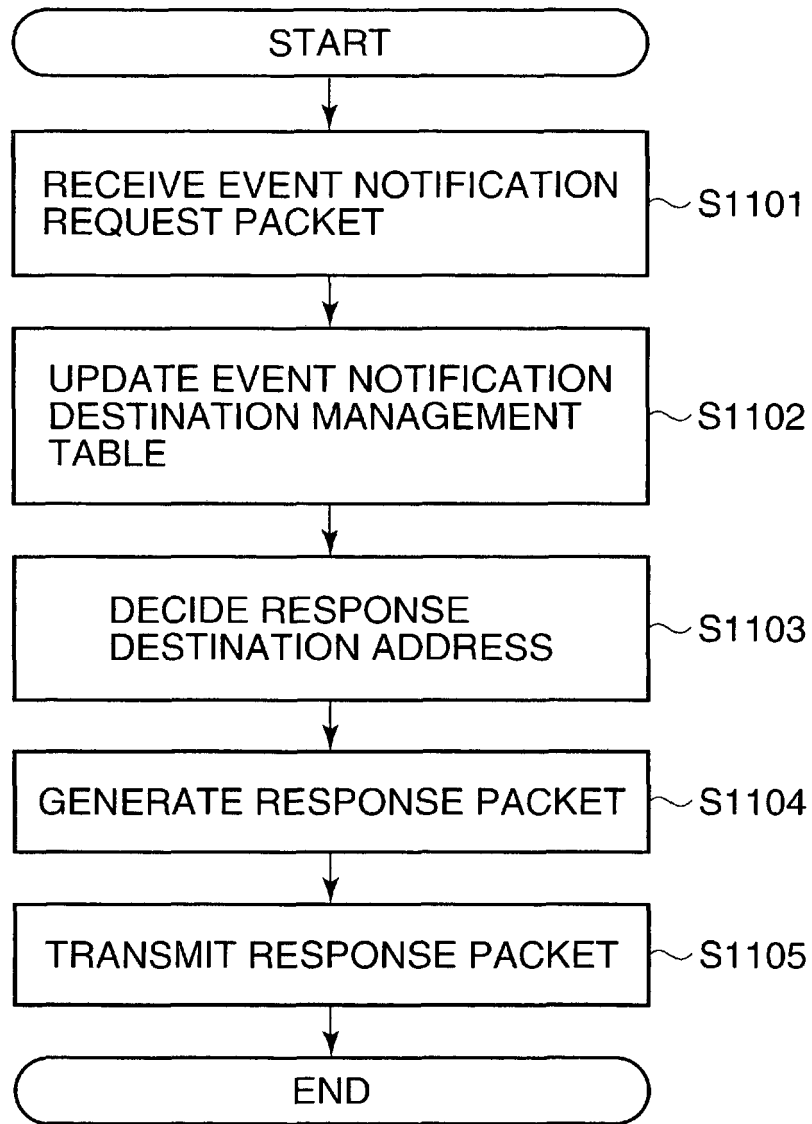 START
RECEIVE EVENT NOTIFICATION
REQUEST PACKET
S1101
UPDATE EVENT NOTIFICATION
DESTINATION MANAGEMENT
TABLE
S1102
DECIDE RESPONSE
DESTINATION ADDRESS
S1103
GENERATE RESPONSE PACKET
S1104
TRANSMIT RESPONSE PACKET
S1105
END